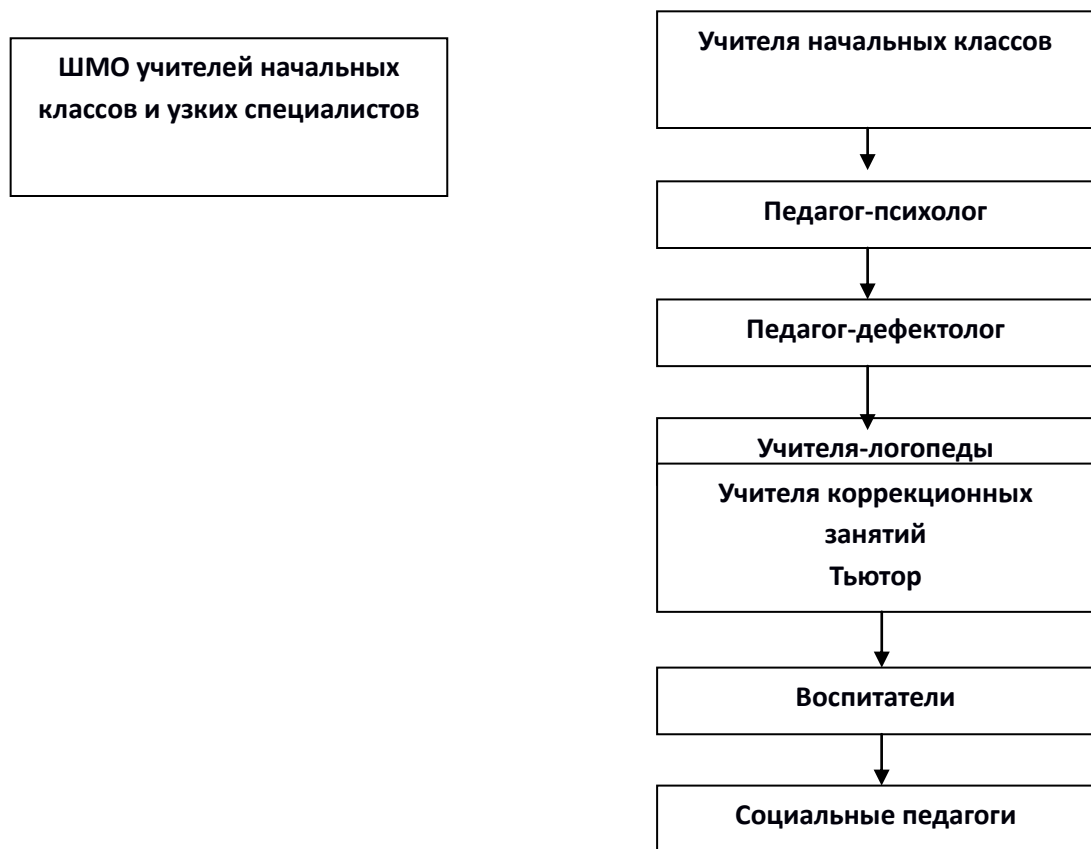 ШМО учителей начальных
классов и узких специалистов
Учителя начальных классов
Педагог-психолог
Педагог-дефектолог
Учителя-логопеды
Учителя коррекционных
занятий
Тьютор
Воспитатели
Социальные педагоги